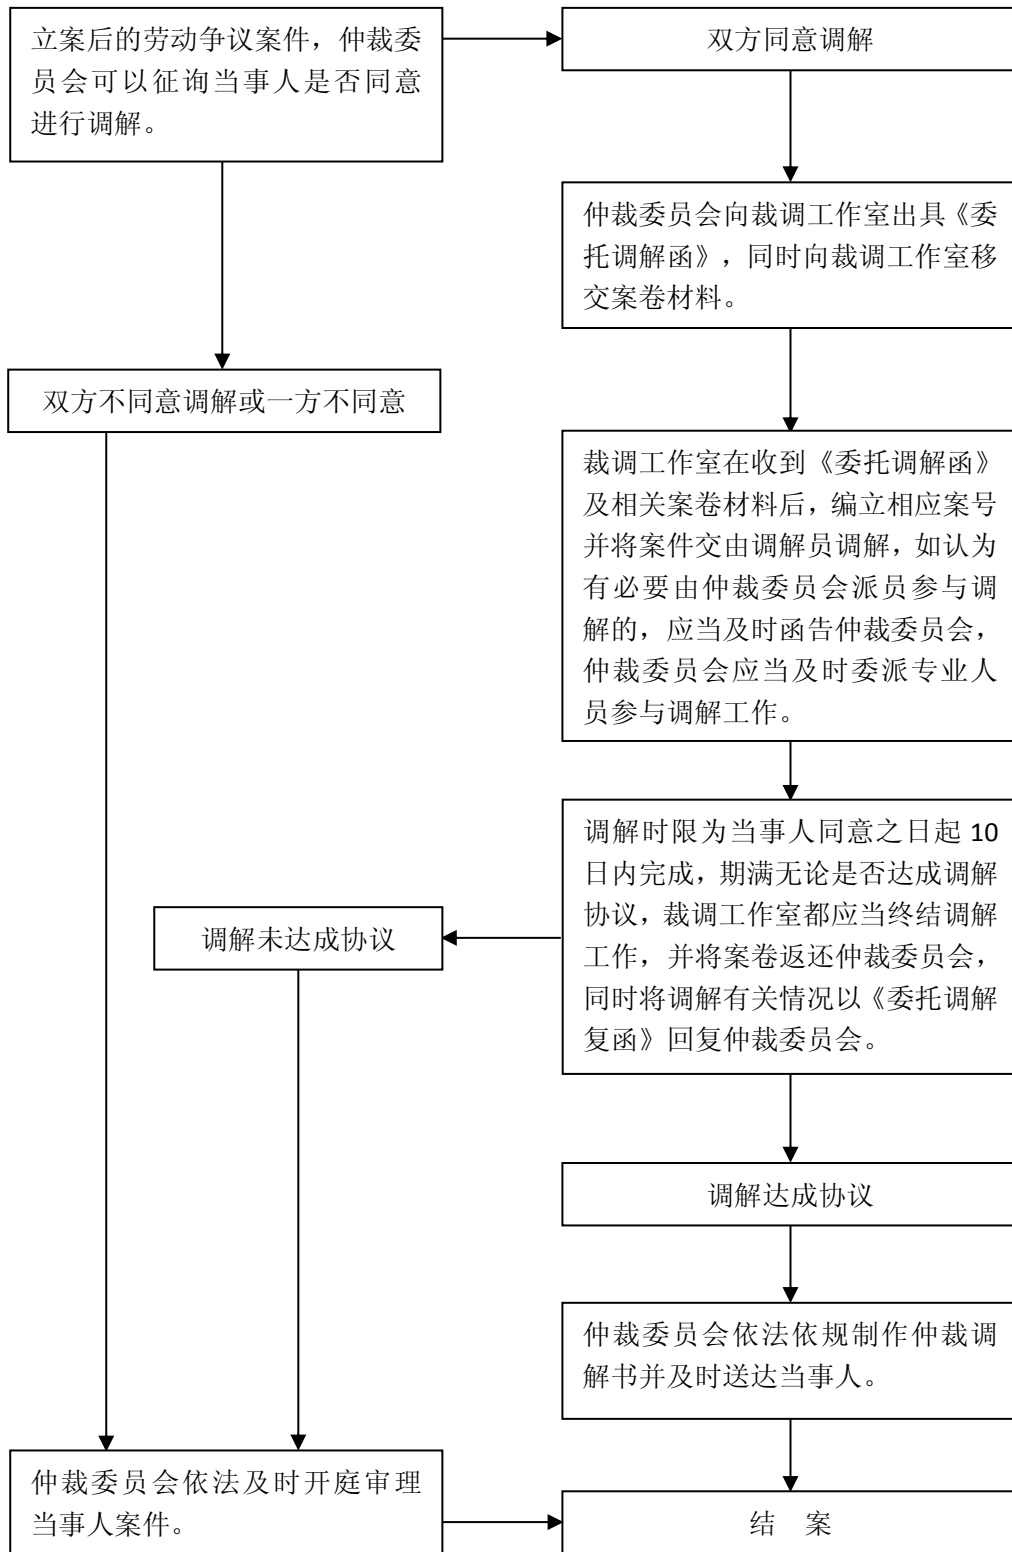 立案后的劳动争议案件，仲裁委
员会可以征询当事人是否同意
进行调解。
双方同意调解
仲裁委员会向裁调工作室出具《委
托调解函》，同时向裁调工作室移
交案卷材料。
双方不同意调解或一方不同意
裁调工作室在收到《委托调解函》
及相关案卷材料后，编立相应案号
并将案件交由调解员调解，如认为
有必要由仲裁委员会派员参与调
解的，应当及时函告仲裁委员会，
仲裁委员会应当及时委派专业人
员参与调解工作。
调解时限为当事人同意之日起 10
日内完成，期满无论是否达成调解
协议，裁调工作室都应当终结调解
工作，并将案卷返还仲裁委员会，
同时将调解有关情况以《委托调解
复函》回复仲裁委员会。
调解未达成协议
调解达成协议
仲裁委员会依法依规制作仲裁调
解书并及时送达当事人。
仲裁委员会依法及时开庭审理
当事人案件。
结　案